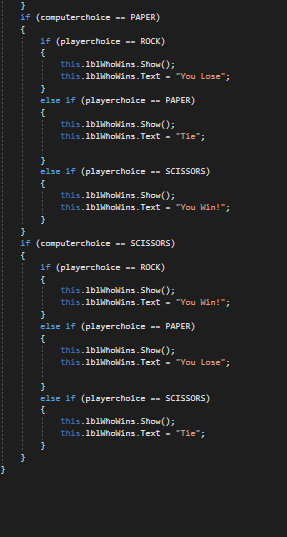 }
if (computerchoice == PAPER)
{
if (playerchoice == ROCK)
{
this.lblWhoWins.Show();
this.lblWhoWins.Text = "You Lose";
}
else if (playerchoice == PAPER)
{
this.lblWhoWins.Show();
this.lblWhoWins.Text = "Tie";
}
else if (playerchoice == SCISSORS)
{
this.lblWhoWins.Show();
this.lblWhoWins.Text = "You Win!";
}
}
if (computerchoice == SCISSORS)
{
if (playerchoice == ROCK)
{
this.lblWhoWins.Show();
this.lblWhoWins.Text = "You Win!";
}
else if (playerchoice == PAPER)
{
this.lblWhoWins.Show();
this.lblWhoWins.Text = "You Lose";
}
else if (playerchoice == SCISSORS)
{
this.lblWhoWins.Show();
this.lblWhoWins.Text = "Tie";
}
}
}